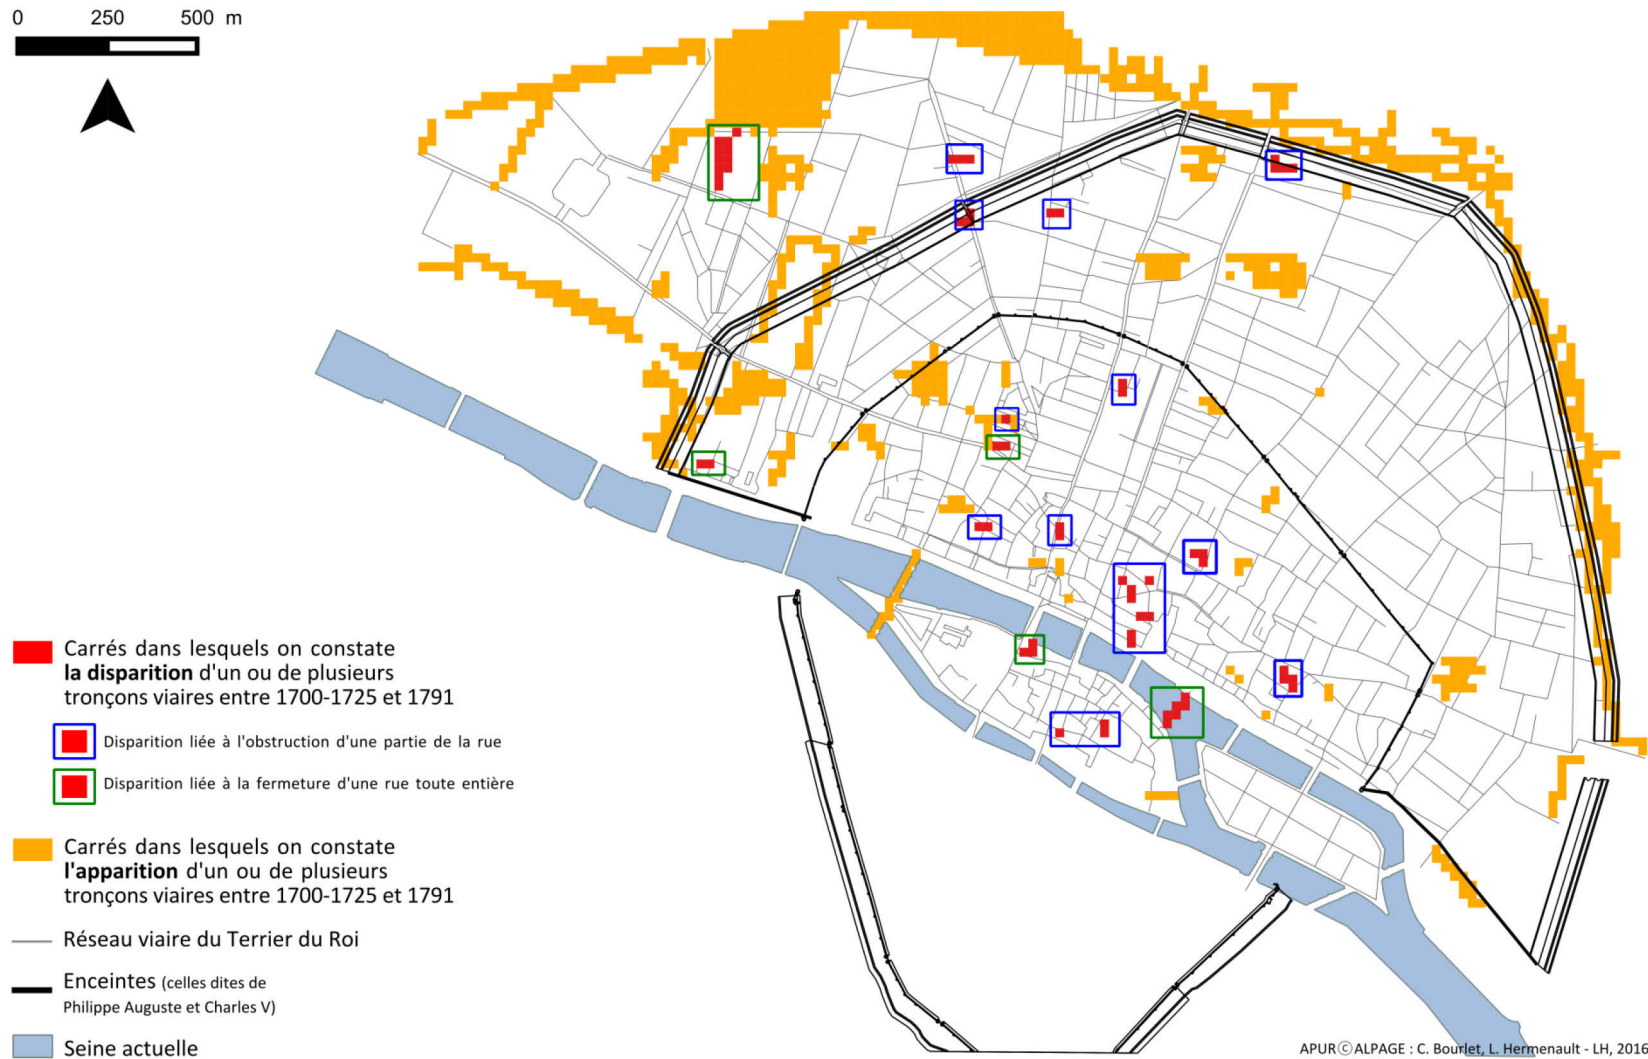 0 250 500 m
Carrés dans lesquels on constate
la disparition d'un ou de plusieurs
tronçons viaires entre 1700-1725 et 1791
Disparition liée à l'obstruction d'une partie de la rue
Disparition liée à la fermeture d'une rue toute entière
Carrés dans lesquels on constate
l'apparition d'un ou de plusieurs
tronçons viaires entre 1700-1725 et 1791
Réseau viaire du Terrier du Roi
Enceintes (celles dites de
Philippe Auguste et Charles V)
Seine actuelle
APUR©ALPAGE : C. Bourlet, L. Hermenault - LH, 2016